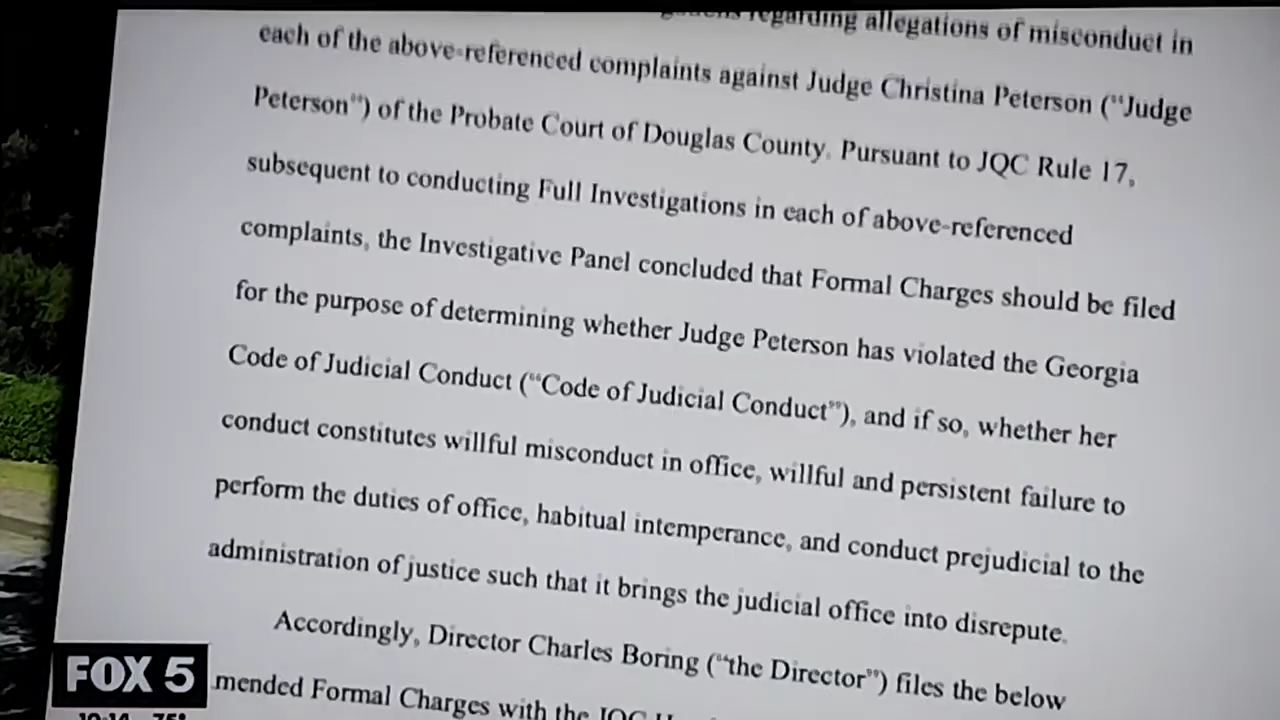 regarding allegations of misconduct in
each of the above-referenced complaints against Judge Christina Peterson (“Judge
Peterson”) of the Probate Court of Douglas County. Pursuant to JQC Rule 17,
subsequent to conducting Full Investigations in each of above-referenced
complaints, the Investigative Panel concluded that Formal Charges should be filed
for the purpose of determining whether Judge Peterson has violated the Georgia
Code of Judicial Conduct (“Code of Judicial Conduct”), and if so, whether her
conduct constitutes willful misconduct in office, willful and persistent failure to
perform the duties of office, habitual intemperance, and conduct prejudicial to the
administration of justice such that it brings the judicial office into disrepute.
Accordingly, Director Charles Boring (“the Director”) files the below
mended Formal Charges with the JQC
FOX 5
10:14 75°